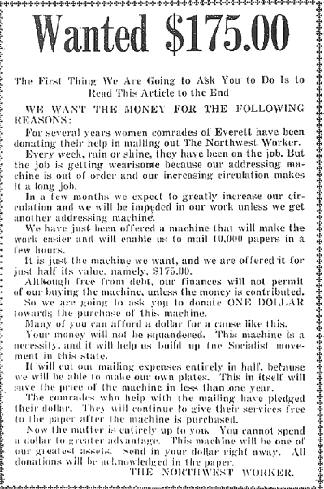 Wanted $175.00
The First Thing We Are Going to Ask You to Do Is to
Read This Article to the End
WE WANT THE MONEY FOR THE FOLLOWING
REASONS:
For several years women comrades of Everett have been
donating their help in mailing out The Northwest Worker.
Every week, rain or shine, they have been on the job. But
the job is getting wearisome because our addressing ma-
chine is out of order and our increasing circulation makes
it a long job.
In a few months we expect to greatly increase our cir-
culation and we will be impeded in our work unless we get
another addressing machine.
We have just been offered a machine that will make the
work easier and will enable us to mail 10,000 papers in a
few hours.
It is just the machine we want, and we are offered it for
just half its value, namely, $175.00.
Although free from debt, our finances will not permit
of our buying the machine, unless the money is contributed.
So we are going to ask you to donate ONE DOLLAR
towards the purchase of this machine.
Many of you can afford a dollar for a cause like this.
Your money will not be squandered. This machine is a
necessity, and it will help us build up the Socialist move-
ment in this state.
It will cut our mailing expenses entirely in half, because
we will be able to make our own plates. This in itself will
save the price of the machine in less than one year.
The comrades who help with the mailing have pledged
their dollar. They will continue to give their services free
to the paper after the machine is purchased.
Now the matter is entirely up to you. You cannot spend
a dollar to greater advantage. This machine will be one of
our greatest assets. Send in your dollar right away. All
donations will be acknowledged in the paper.
THE NORTHWEST WORKER.